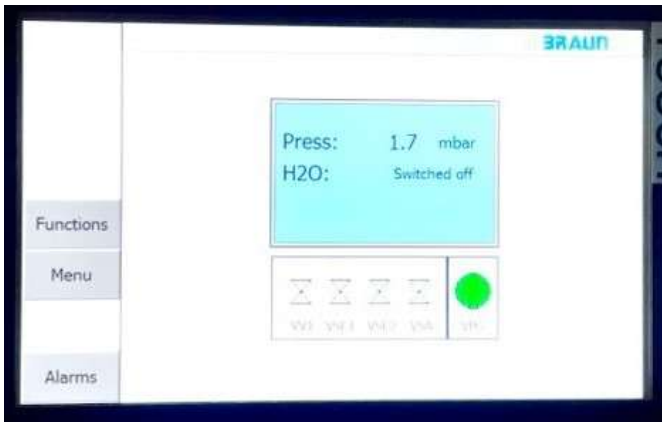 BRAUN
Press: 1.7 mbar
H2O: Switched off
Functions
Menu
Alarms